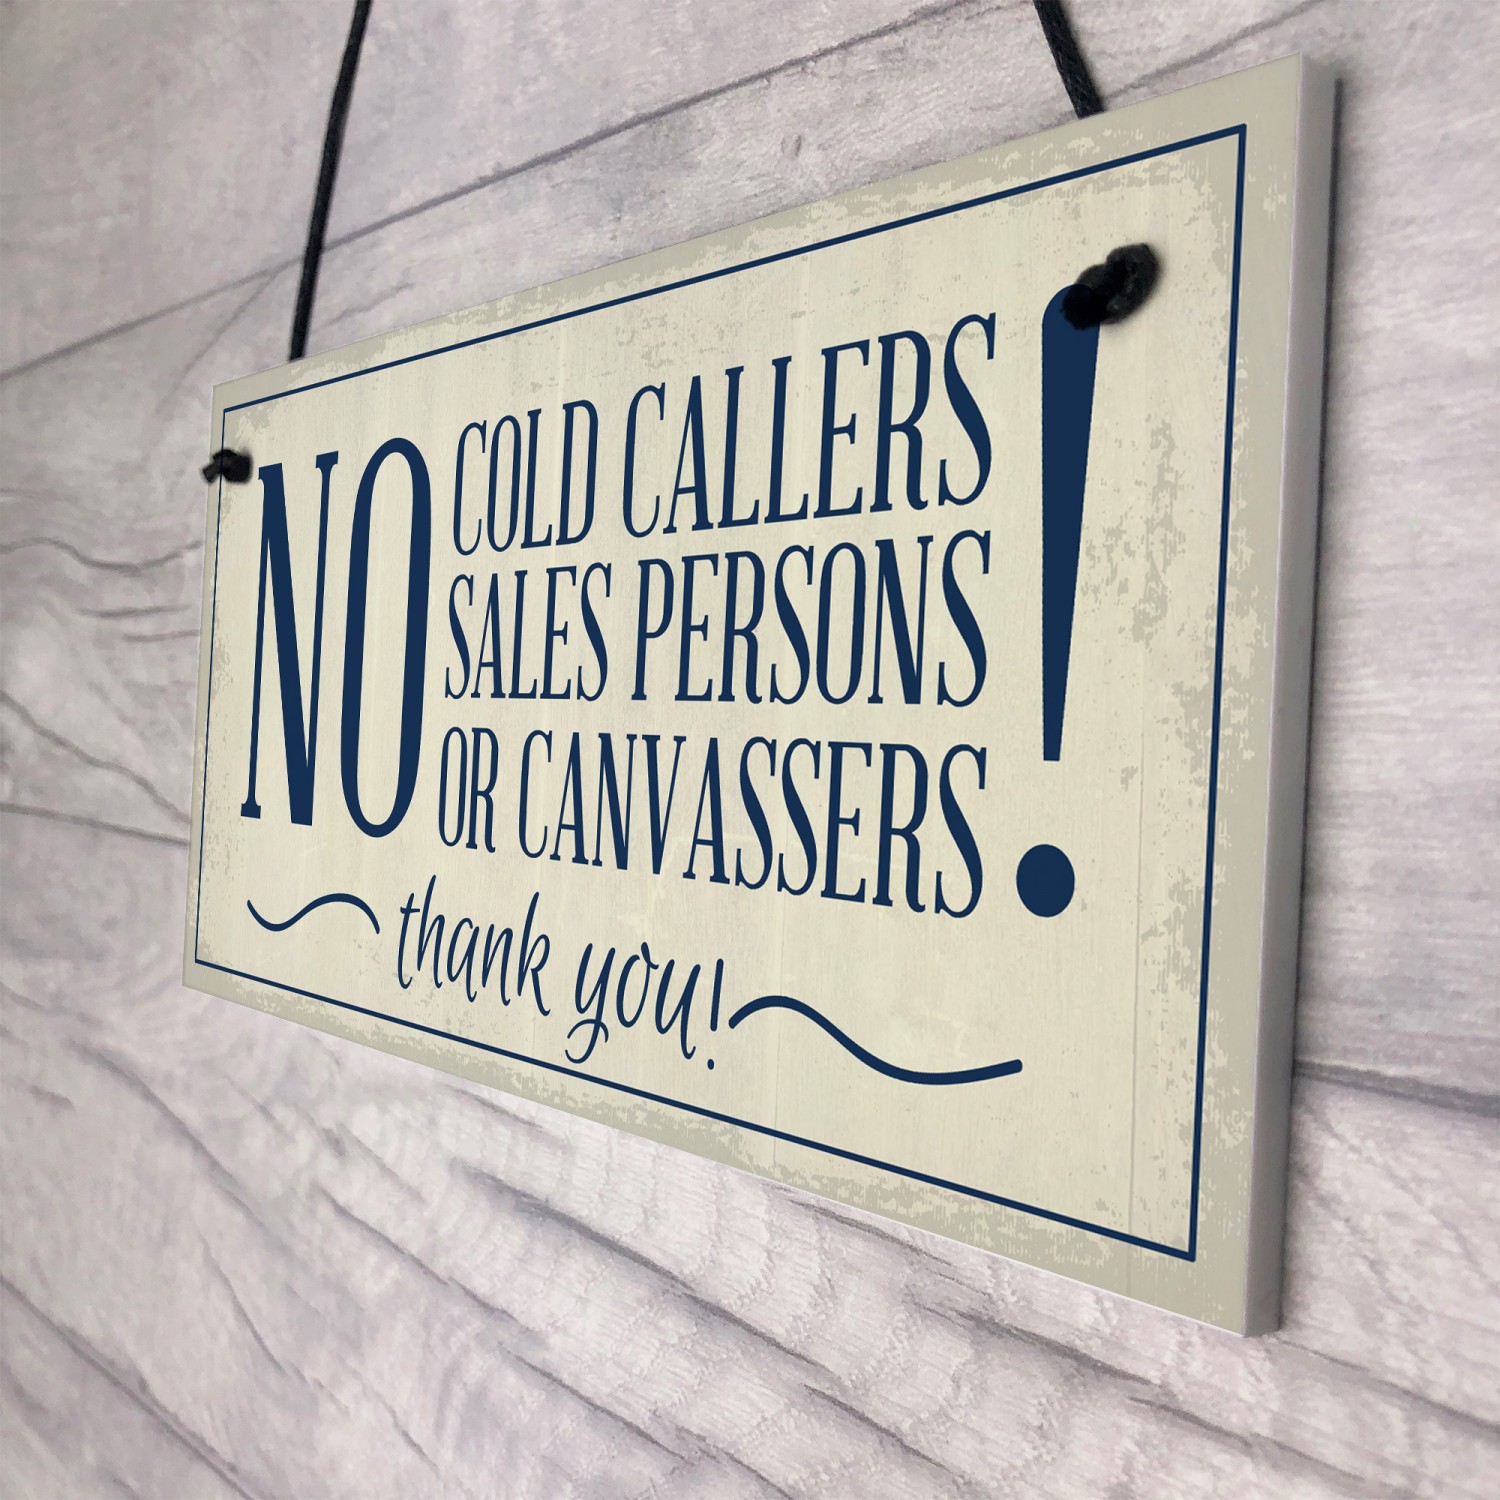 NO COLD CALLERS
SALES PERSONS
OR CANVASSERS!
thank you!